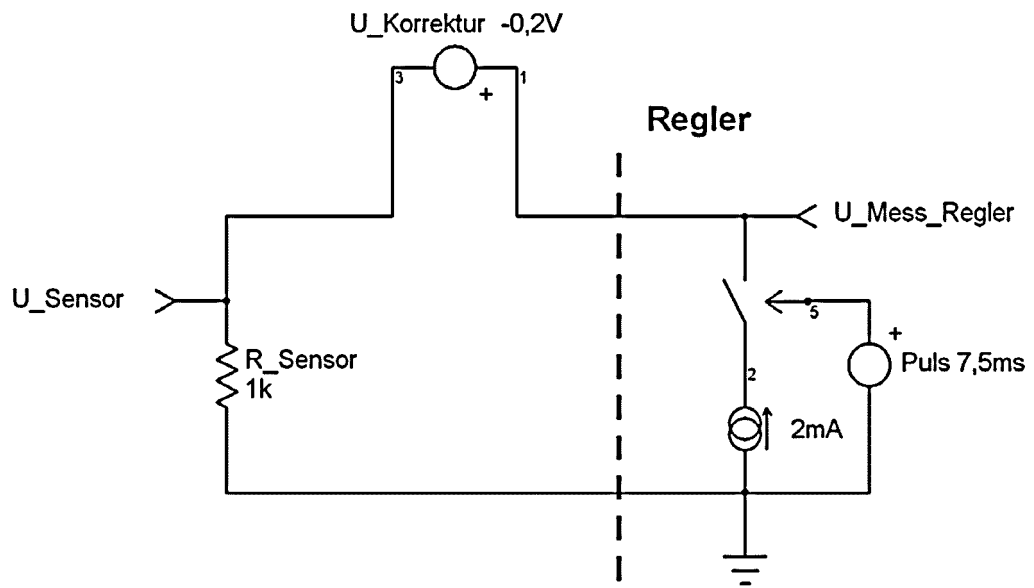 U_Korrektur -0,2V
3
1
+
Regler
U_Mess_Regler
U_Sensor
5
+
R_Sensor
1k
2
Puls 7,5ms
2mA